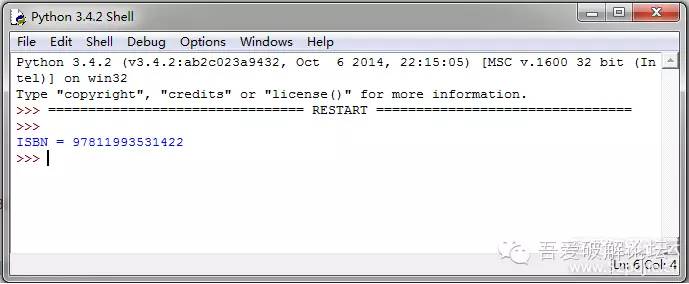 Python 3.4.2 Shell
File Edit Shell Debug Options Windows Help
Python 3.4.2 (v3.4.2:ab2c023a9432, Oct  6 2014, 22:15:05) [MSC v.1600 32 bit (In
tel)] on win32
Type "copyright", "credits" or "license()" for more information.
>>> ================================ RESTART ================================
>>>
ISBN = 97811993531422
>>>
吾爱破解论坛
Ln: 6 Col: 4